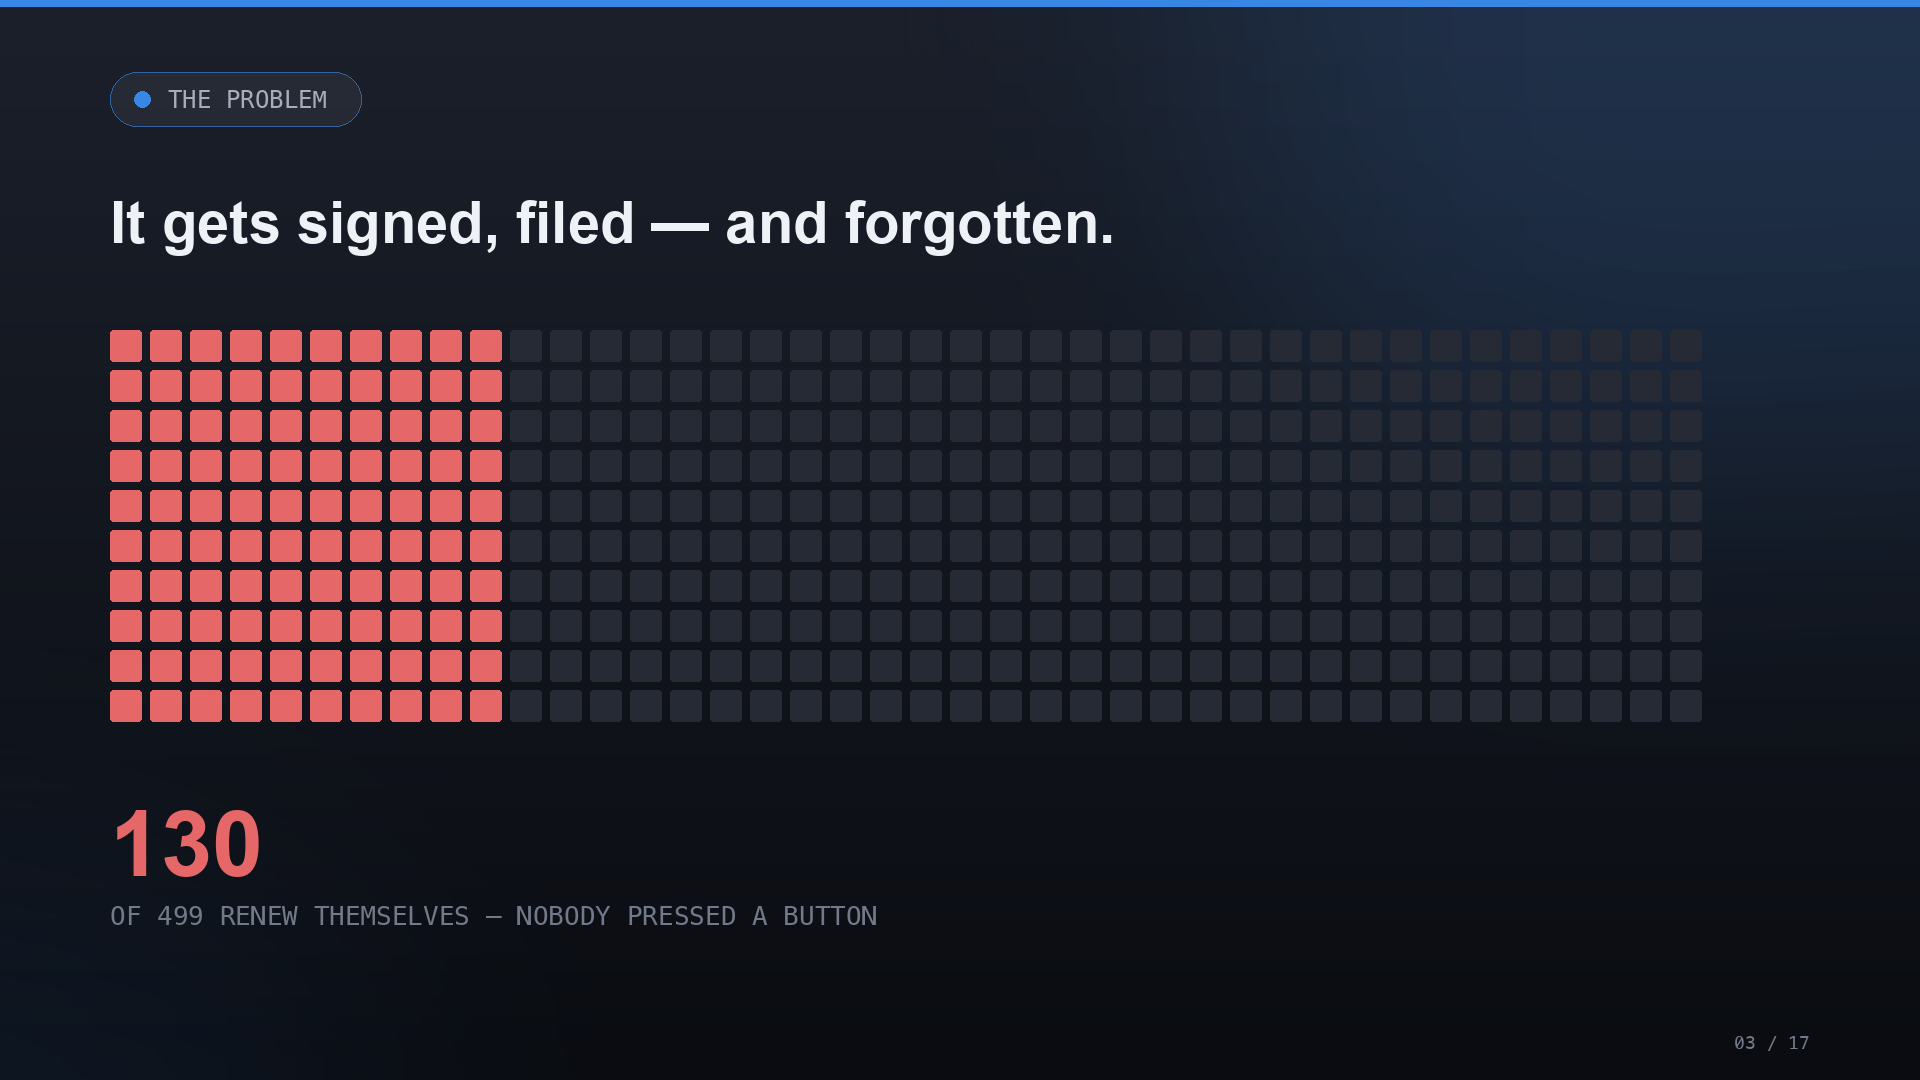 THE PROBLEM
It gets signed, filed — and forgotten.
130
OF 499 RENEW THEMSELVES — NOBODY PRESSED A BUTTON
03 / 17